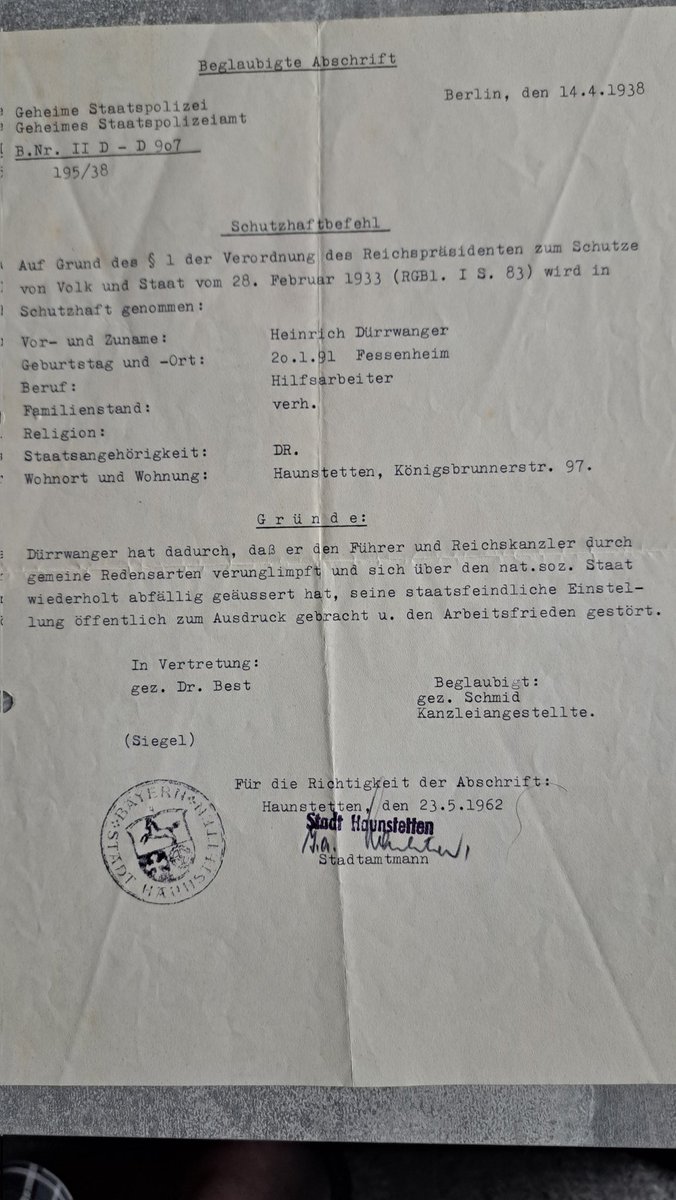 Beglaubigte Abschrift
Berlin, den 14.4.1938
Geheime Staatspolizei
Geheimes Staatspolizeiamt
B.Nr. II D - D 9o7
195/38
Schutzhaftbefehl
Auf Grund des § 1 der Verordnung des Reichspräsidenten zum Schutze
von Volk und Staat vom 28. Februar 1933 (RGBl. I S. 83) wird in
Schutzhaft genommen:
Vor- und Zuname: Heinrich Dürrwanger
Geburtstag und -Ort: 2o.1.91 Fessenheim
Beruf: Hilfsarbeiter
Familienstand: verh.
Religion:
Staatsangehörigkeit: DR.
Wohnort und Wohnung: Haunstetten, Königsbrunnerstr. 97.
G r ü n d e:
Dürrwanger hat dadurch, daß er den Führer und Reichskanzler durch
gemeine Redensarten verunglimpft und sich über den nat.soz. Staat
wiederholt abfällig geäussert hat, seine staatsfeindliche Einstel-
lung öffentlich zum Ausdruck gebracht u. den Arbeitsfrieden gestört.
In Vertretung:
gez. Dr. Best
Beglaubigt:
gez. Schmid
Kanzleiangestellte.
(Siegel)
Für die Richtigkeit der Abschrift:
Haunstetten, den 23.5.1962
Stadt Haunstetten
I.A.
Stadtamtmann
BAYERN
STADT HAUNSTETTEN